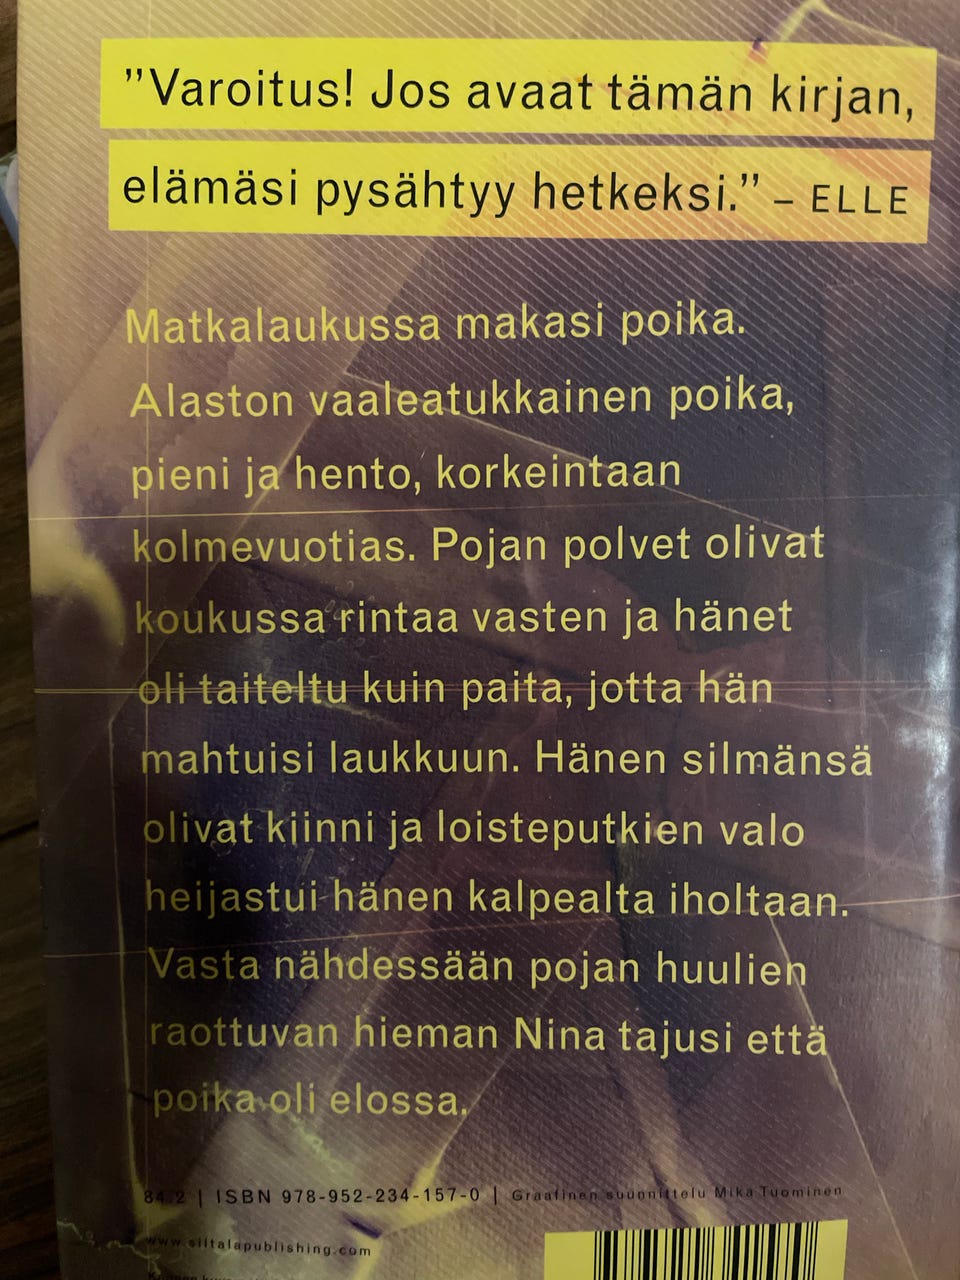 ”Varoitus! Jos avaat tämän kirjan,
elämäsi pysähtyy hetkeksi.” – ELLE
Matkalaukussa makasi poika.
Alaston vaaleatukkainen poika,
pieni ja hento, korkeintaan
kolmevuotias. Pojan polvet olivat
koukussa rintaa vasten ja hänet
oli taiteltu kuin paita, jotta hän
mahtuisi laukkuun. Hänen silmänsä
olivat kiinni ja loisteputkien valo
heijastui hänen kalpealta iholtaan.
Vasta nähdessään pojan huulien
raottuvan hieman Nina tajusi että
poika oli elossa.
84.2 | ISBN 978-952-234-157-0 | Graafinen suunnittelu Mika Tuominen
www.siltalapublishing.com